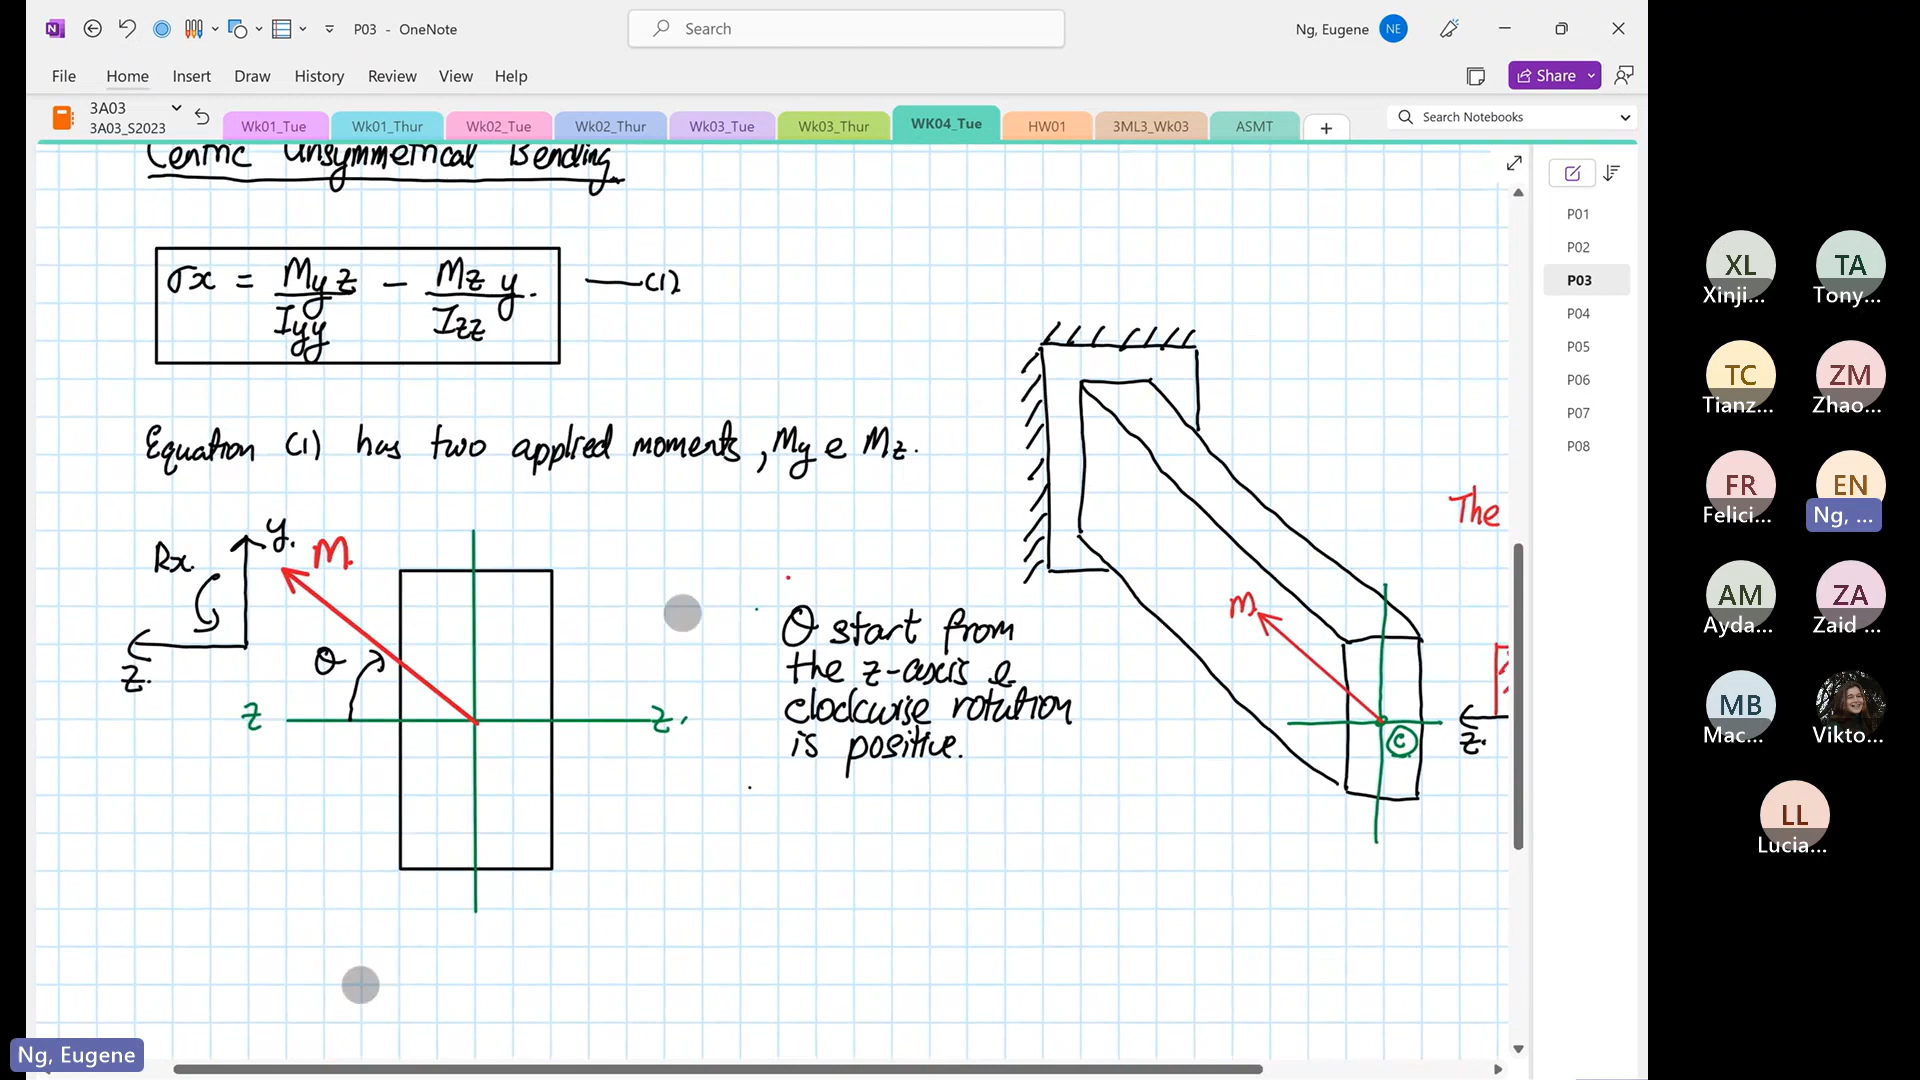 P03 - OneNote
Search
Ng, Eugene
NE
File Home Insert Draw History Review View Help
Share
3A03
3A03_S2023
Wk01_Tue
Wk01_Thur
Wk02_Tue
Wk02_Thur
Wk03_Tue
Wk03_Thur
WK04_Tue
HW01
3ML3_Wk03
ASMT
+
Search Notebooks
Centric Unsymmetrical Bending
σx = My z / Iyy − Mz y. / Izz —(1)
Equation (1) has two applied moments, My & Mz.
y.
Rx.
M.
z.
θ
z
z.
θ start from
the z-axis &
clockwise rotation
is positive.
M.
C
The
z.
P01
P02
P03
P04
P05
P06
P07
P08
XL
Xinji...
TA
Tony...
TC
Tianz...
ZM
Zhao...
FR
Felici...
EN
Ng, ...
AM
Ayda...
ZA
Zaid ...
MB
Mac...
Vikto...
LL
Lucia...
Ng, Eugene